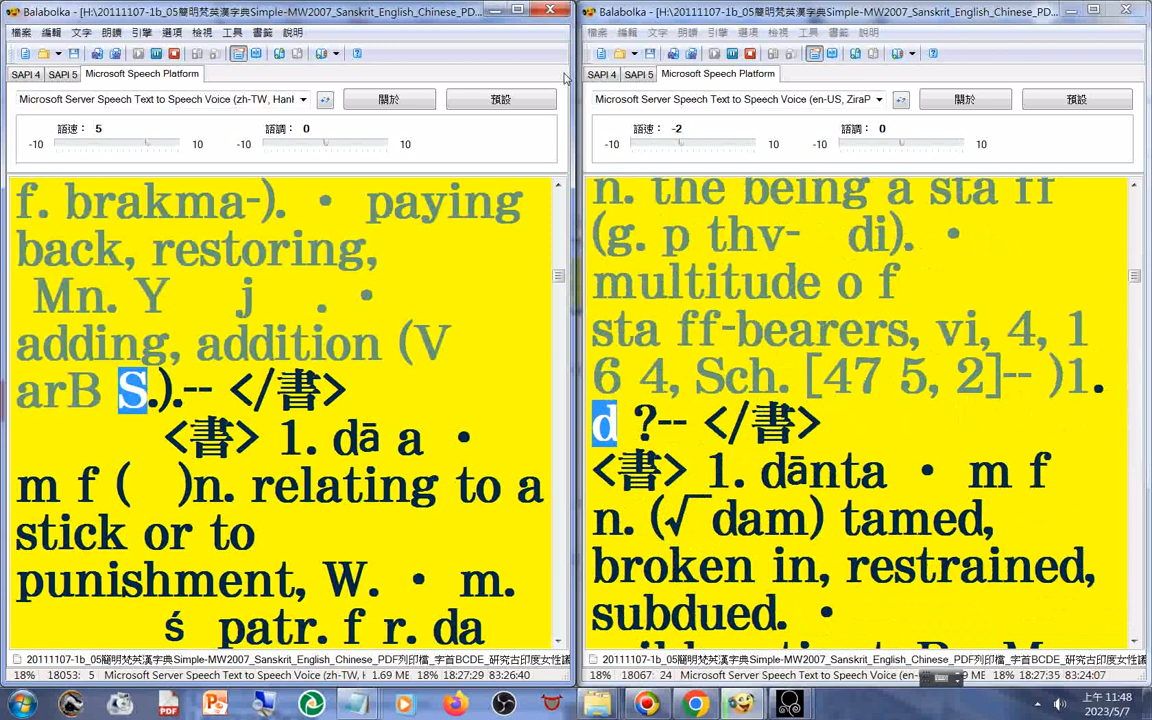 Balabolka - [H:\20111107-1b_05簡明梵英漢字典Simple-MW2007_Sanskrit_English_Chinese_PD...
檔案 編輯 文字 朗讀 引擎 選項 檢視 工具 書籤 說明
SAPI 4 SAPI 5 Microsoft Speech Platform
Microsoft Server Speech Text to Speech Voice (zh-TW, Hanl 關於 預設
語速： 5 語調： 0
-10 10 -10 10
f. brakma-). • paying
back, restoring,
Mn. Y j . •
adding, addition (V
arB S.).-- </書>
<書> 1. dā a •
m f ( )n. relating to a
stick or to
punishment, W. • m.
ś patr. f r. da
20111107-1b_05簡明梵英漢字典Simple-MW2007_Sanskrit_English_Chinese_PDF列印檔_字首BCDE_研究古印度女性議
18% 18053: 5 Microsoft Server Speech Text to Speech Voice (zh-TW, H 1.69 ME 18% 18:27:29 83:26:40
Balabolka - [H:\20111107-1b_05簡明梵英漢字典Simple-MW2007_Sanskrit_English_Chinese_PD...
檔案 編輯 文字 朗讀 引擎 選項 檢視 工具 書籤 說明
SAPI 4 SAPI 5 Microsoft Speech Platform
Microsoft Server Speech Text to Speech Voice (en-US, ZiraP 關於 預設
語速： -2 語調： 0
-10 10 -10 10
n. the being a sta ff
(g. p thv- di). •
multitude o f
sta ff-bearers, vi, 4, 1
6 4, Sch. [47 5, 2]-- )1.
d ?-- </書>
<書> 1. dānta • m f
n. (√ dam) tamed,
broken in, restrained,
subdued. •
20111107-1b_05簡明梵英漢字典Simple-MW2007_Sanskrit_English_Chinese_PDF列印檔_字首BCDE_研究古印度女性議
18% 18067: 24 Microsoft Server Speech Text to Speech Voice (en-US, Zi ME 18% 18:27:35 83:24:07
上午 11:48
2023/5/7